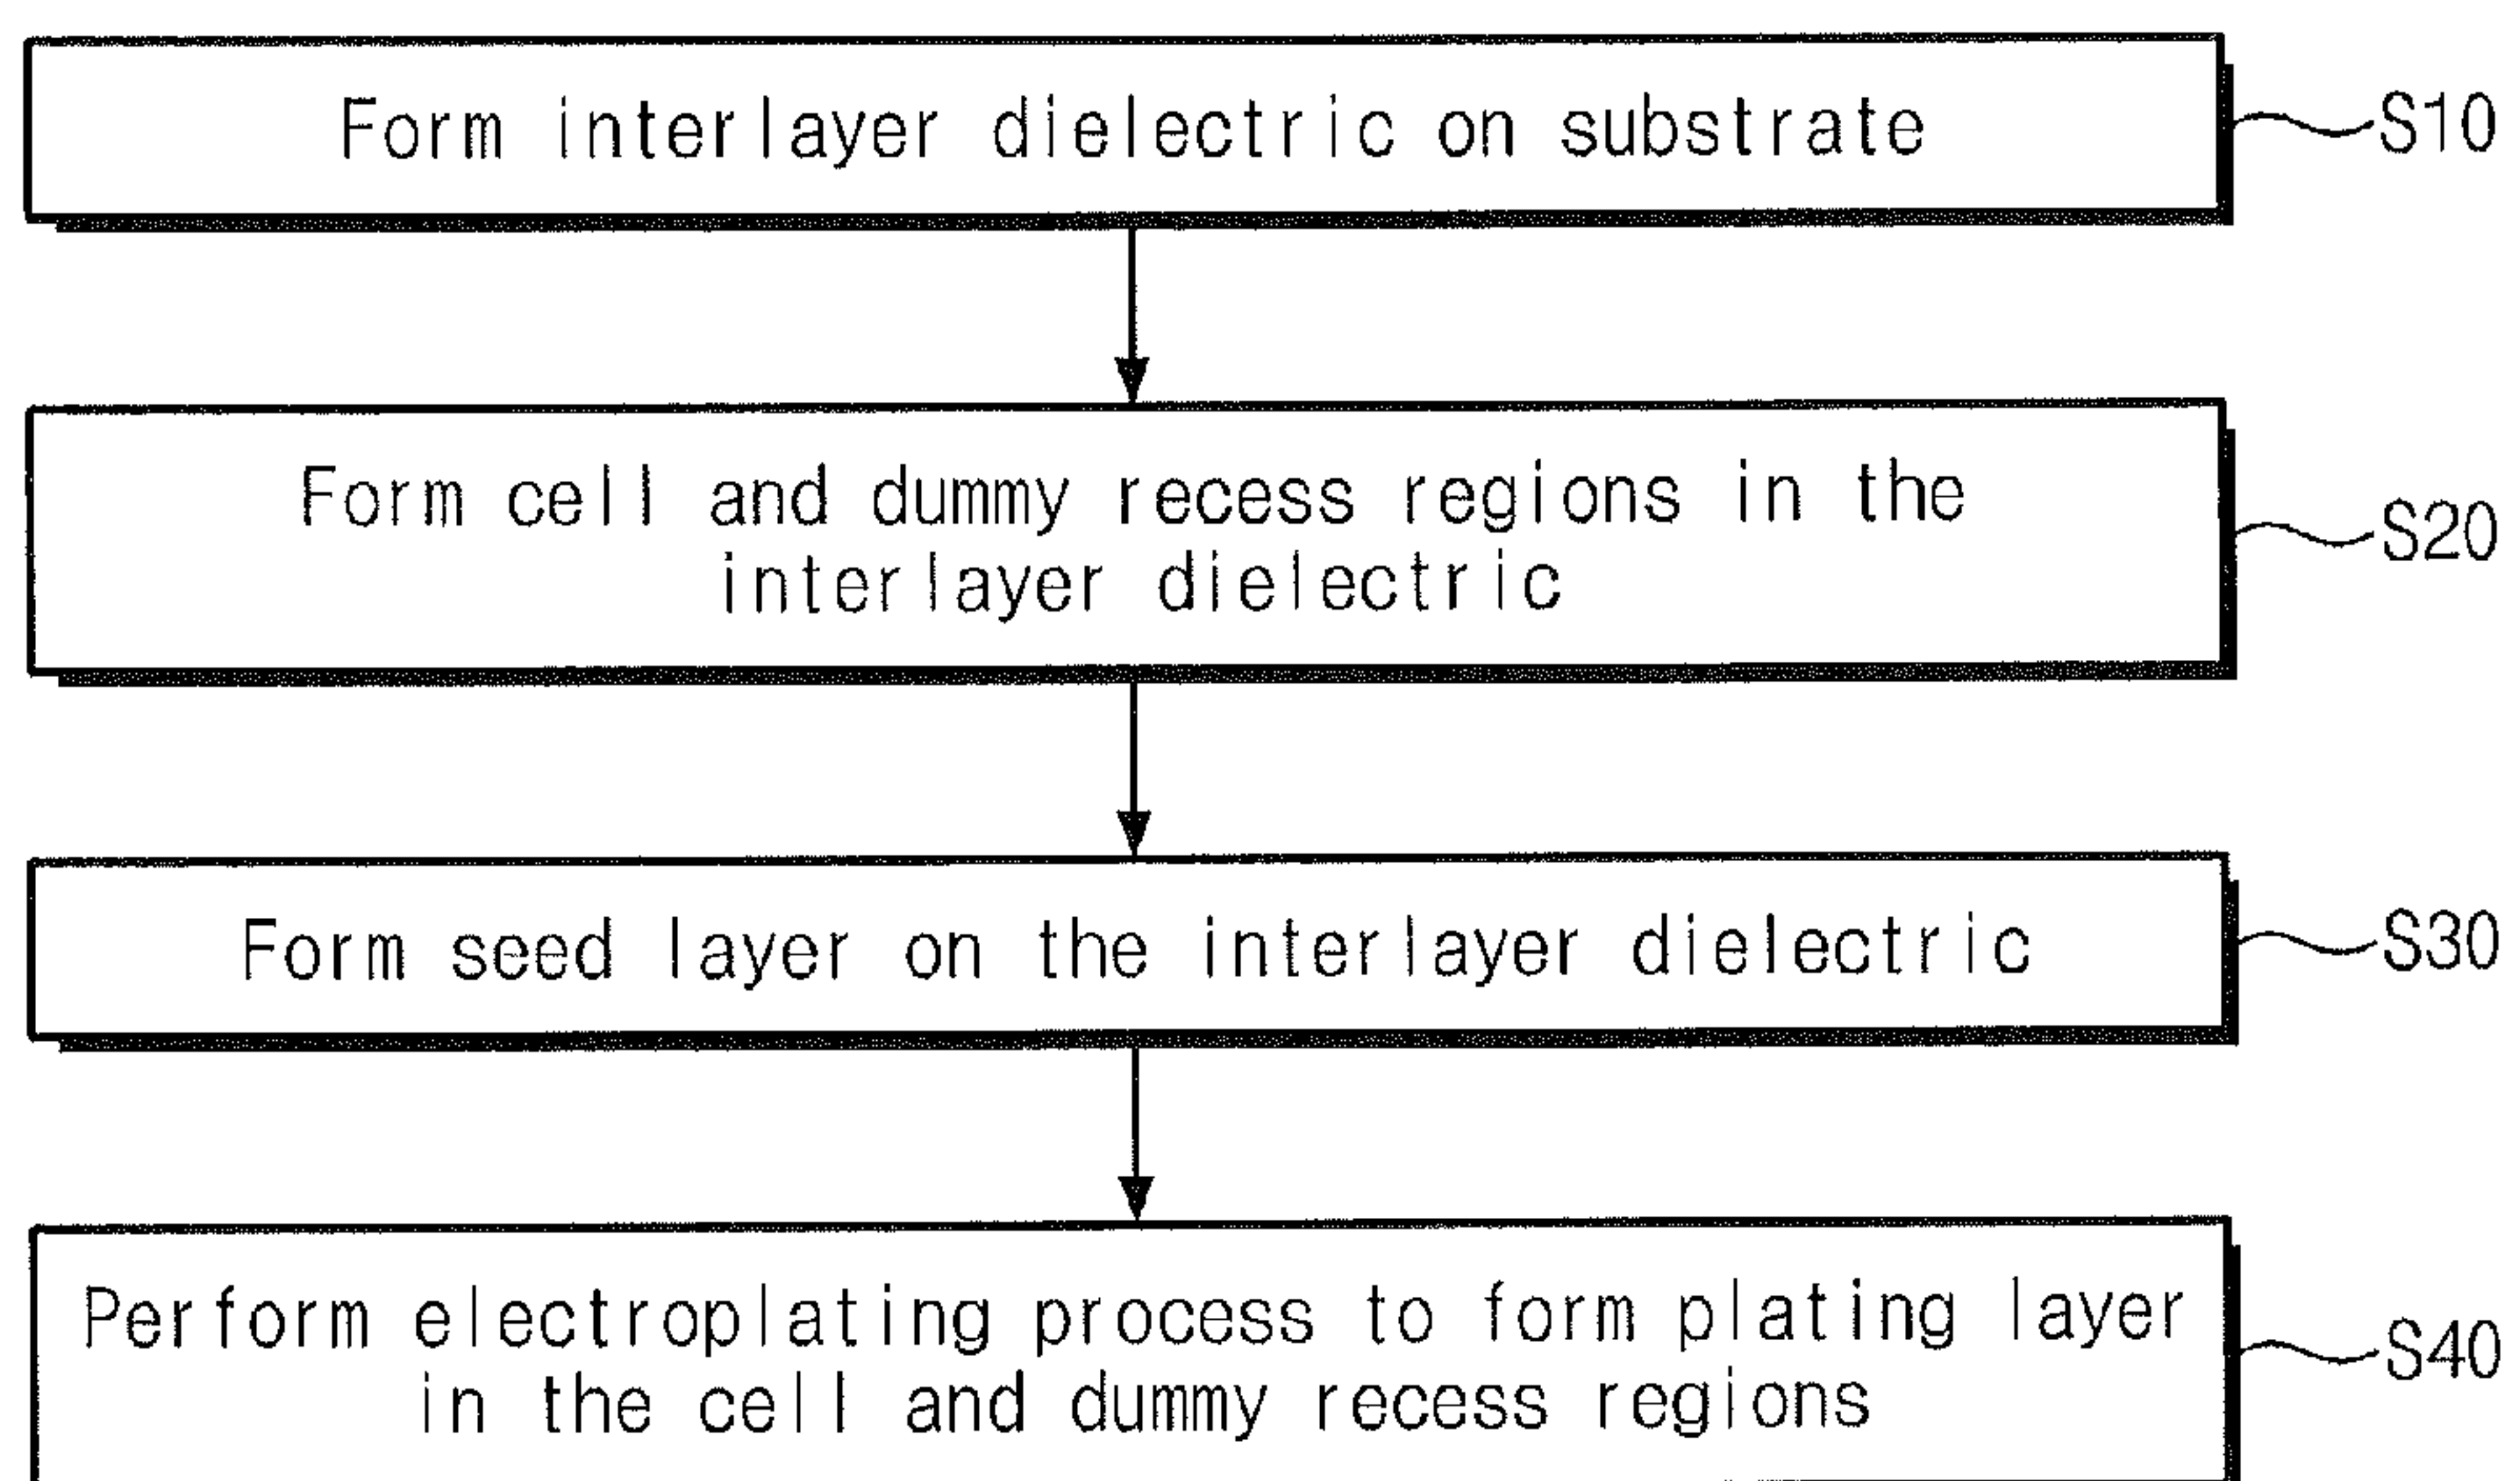 Form interlayer dielectric on substrate
S10
Form cell and dummy recess regions in the
interlayer dielectric
S20
Form seed layer on the interlayer dielectric
S30
Perform electroplating process to form plating layer
in the cell and dummy recess regions
S40